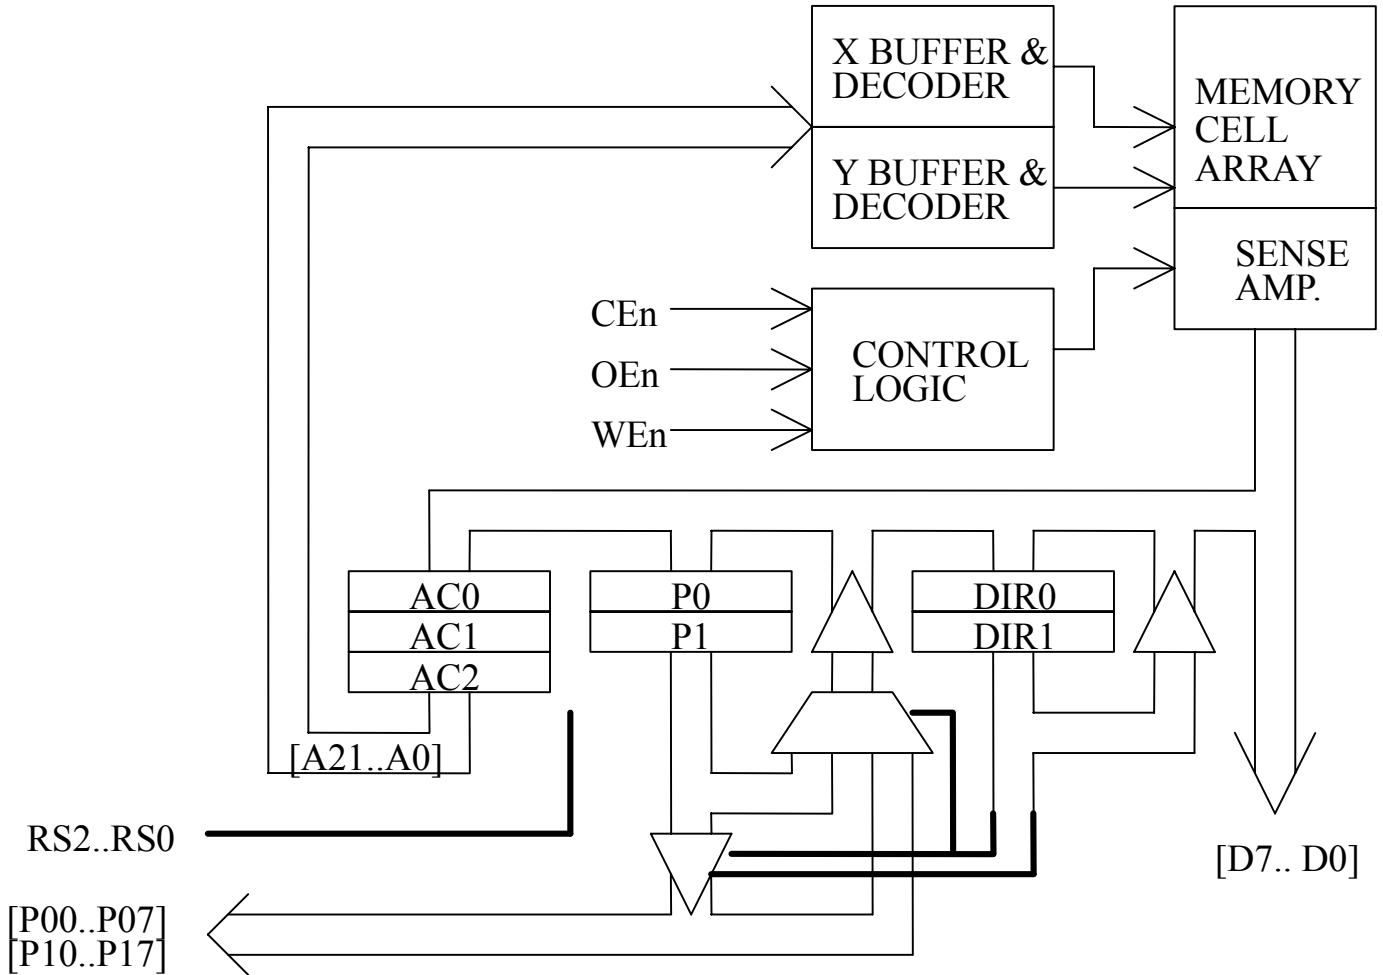 X BUFFER &
DECODER
Y BUFFER &
DECODER
MEMORY
CELL
ARRAY
SENSE
AMP.
CEn
OEn
WEn
CONTROL
LOGIC
AC0
AC1
AC2
P0
P1
DIR0
DIR1
[A21..A0]
RS2..RS0
[D7.. D0]
[P00..P07]
[P10..P17]